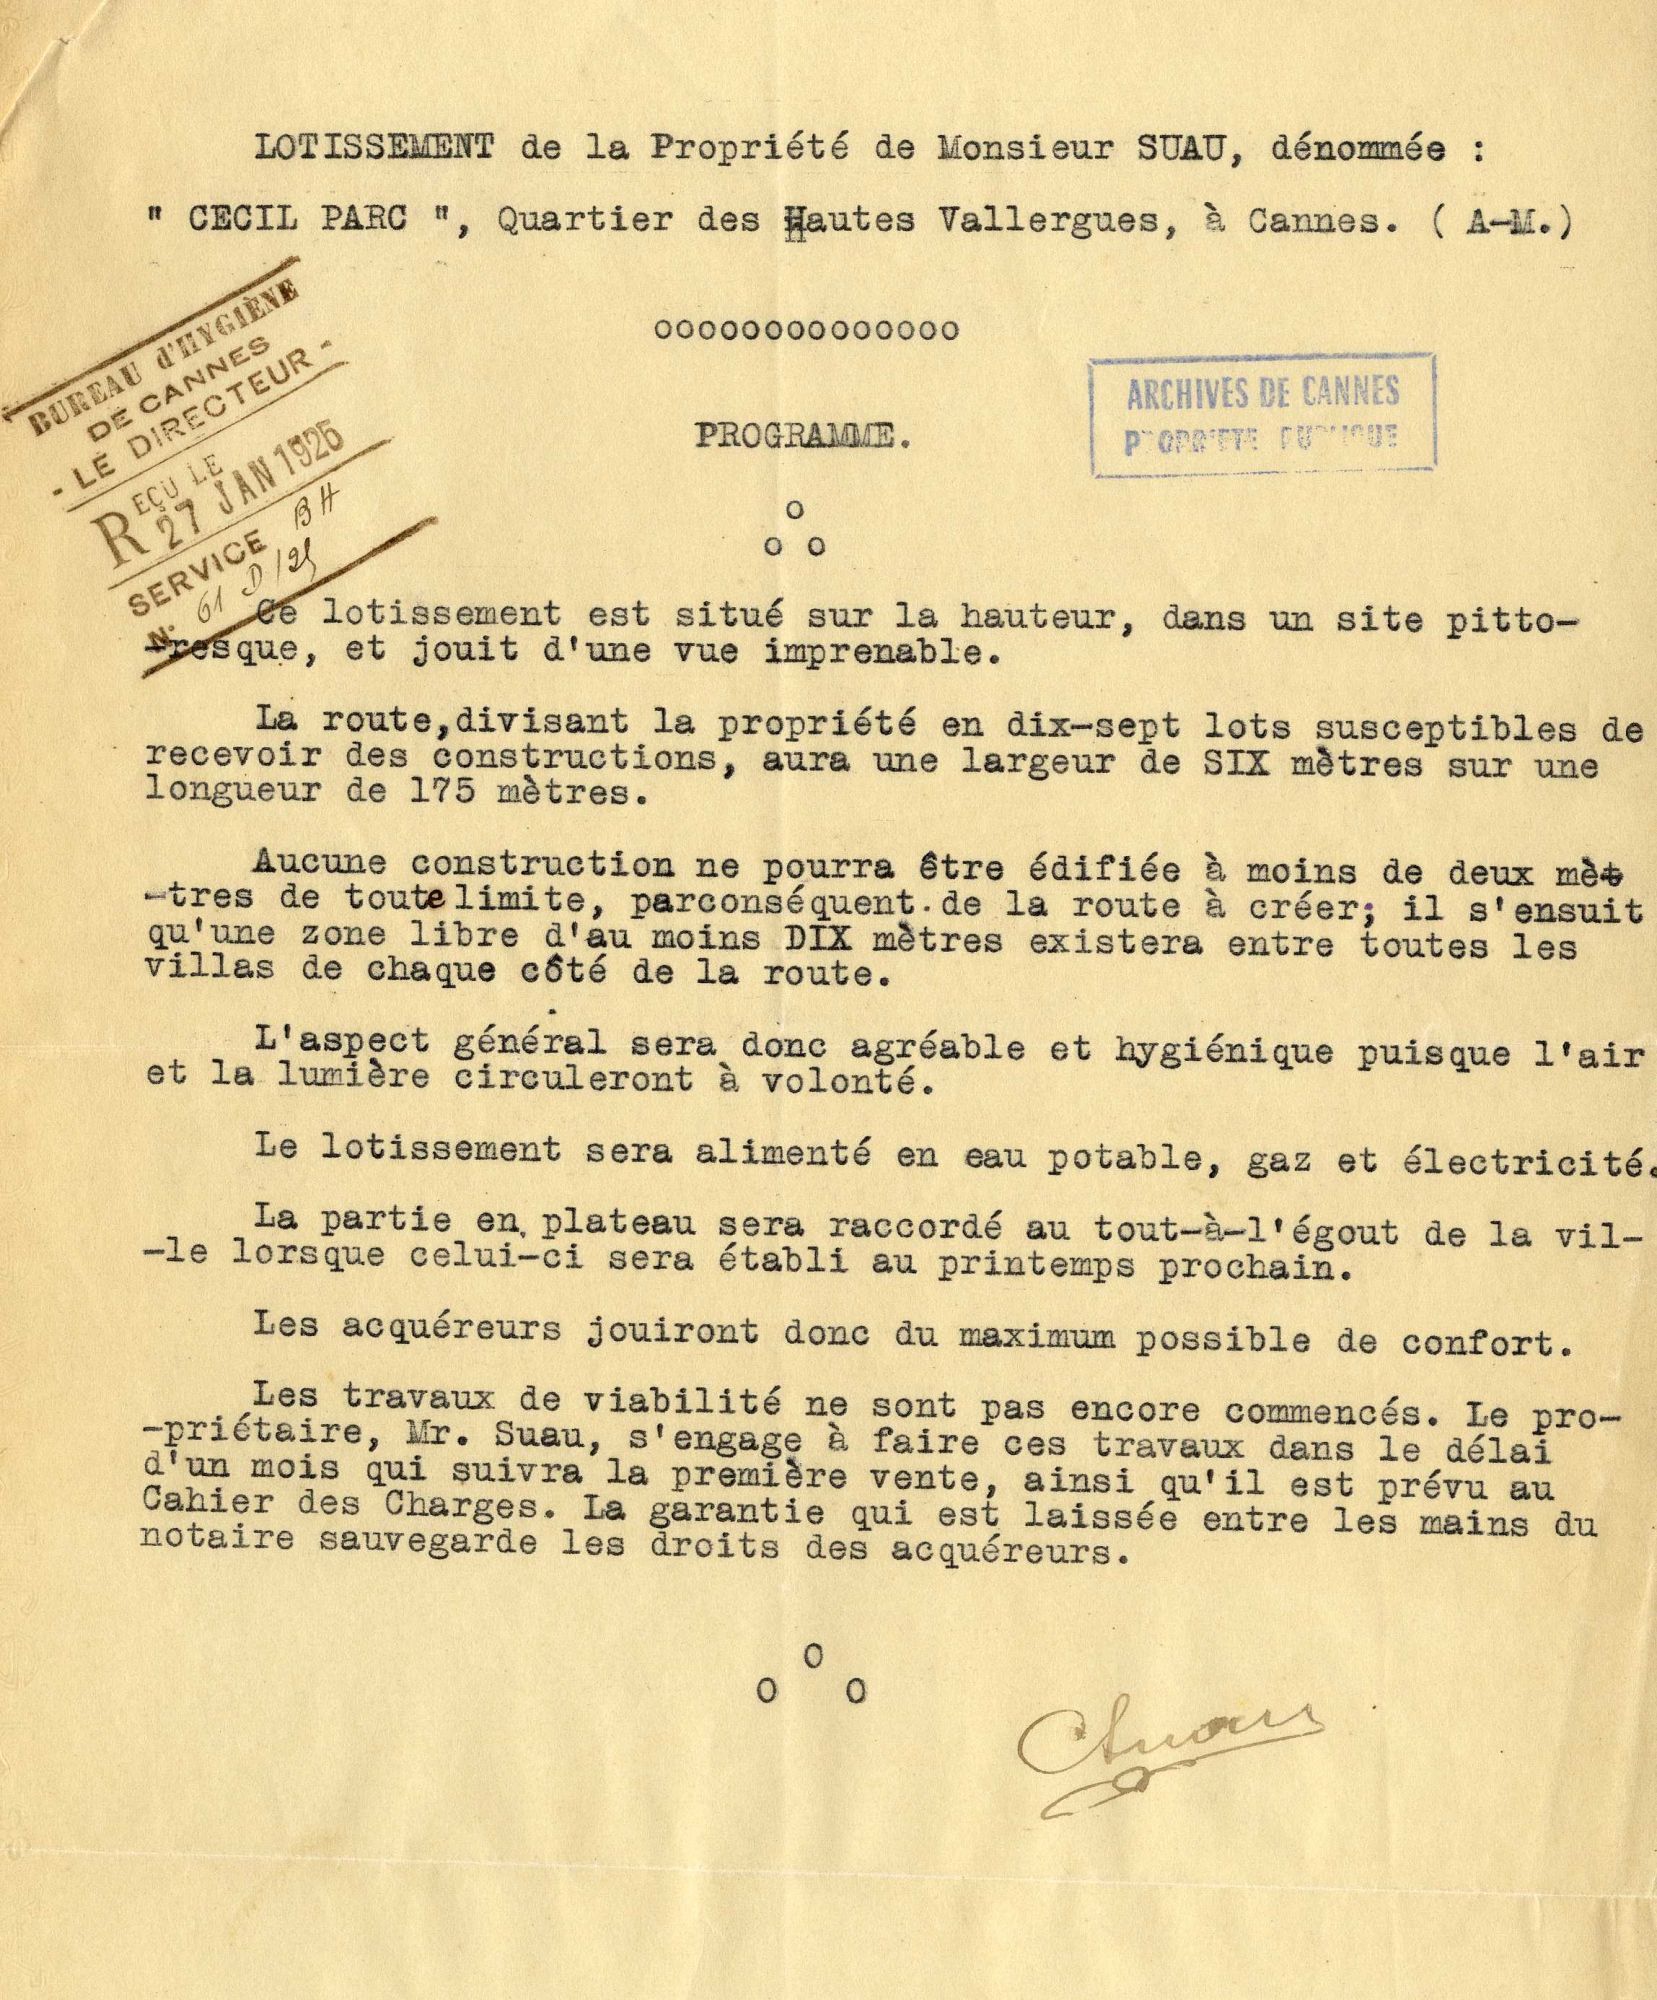 LOTISSEMENT de la Propriété de Monsieur SUAU, dénommée :
" CECIL PARC ", Quartier des Hautes Vallergues, à Cannes. ( A-M.)
oooooooooooooo
BUREAU d'HYGIÈNE
DE CANNES
- LE DIRECTEUR -
REÇU LE
27 JAN 1925
SERVICE BH
N° 61 D/25
ARCHIVES DE CANNES
PROPRIETE PUBLIQUE
PROGRAMME.
o
o o
Ce lotissement est situé sur la hauteur, dans un site pitto-
-resque, et jouit d'une vue imprenable.
La route,divisant la propriété en dix-sept lots susceptibles de
recevoir des constructions, aura une largeur de SIX mètres sur une
longueur de 175 mètres.
Aucune construction ne pourra être édifiée à moins de deux mèt
-tres de toute limite, parconséquent de la route à créer; il s'ensuit
qu'une zone libre d'au moins DIX mètres existera entre toutes les
villas de chaque côté de la route.
L'aspect général sera donc agréable et hygiénique puisque l'air
et la lumière circuleront à volonté.
Le lotissement sera alimenté en eau potable, gaz et électricité.
La partie en plateau sera raccordé au tout-à-l'égout de la vil-
-le lorsque celui-ci sera établi au printemps prochain.
Les acquéreurs jouiront donc du maximum possible de confort.
Les travaux de viabilité ne sont pas encore commencés. Le pro-
-priétaire, Mr. Suau, s'engage à faire ces travaux dans le délai
d'un mois qui suivra la première vente, ainsi qu'il est prévu au
Cahier des Charges. La garantie qui est laissée entre les mains du
notaire sauvegarde les droits des acquéreurs.
o
o o